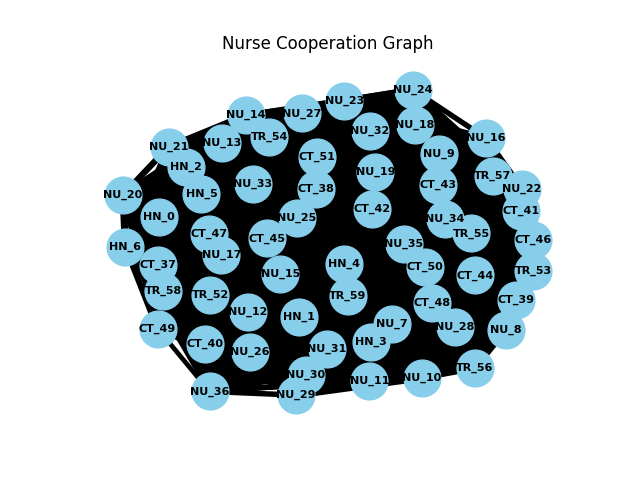 Nurse Cooperation Graph
NU_24
NU_23
NU_14
NU_27
NU_18
NU_32
NU_16
TR_54
NU_13
NU_21
NU_9
CT_51
HN_2
NU_19
TR_57
NU_33
CT_43
CT_38
NU_22
NU_20
HN_5
CT_42
CT_41
HN_0
NU_25
NU_34
TR_55
CT_47
CT_45
CT_46
NU_35
HN_6
NU_17
HN_4
CT_37
CT_50
TR_53
NU_15
CT_44
TR_58
TR_52
TR_59
CT_39
CT_48
NU_12
HN_1
NU_7
NU_28
CT_49
NU_8
HN_3
CT_40
NU_31
NU_26
TR_56
NU_30
NU_10
NU_11
NU_36
NU_29